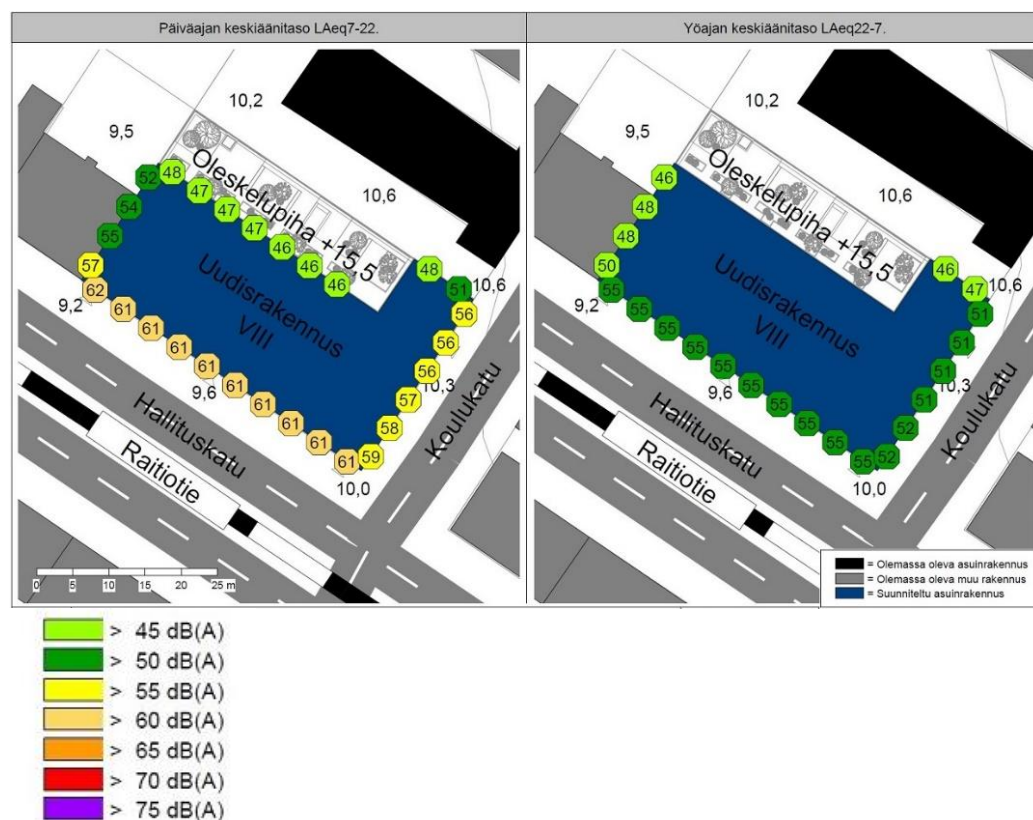 Päiväajan keskiäänitaso LAeq7-22.
Yöajan keskiäänitaso LAeq22-7.
10,2
9,5
10,6
Oleskelupiha +15,5
52
48
47
47
47
46
46
46
48
51
10,6
54
55
57
62
9,2
61
61
61
61
61
61
61
61
61
56
56
56
57
58
59
10,3
9,6
10,0
Uudisrakennus
VIII
Hallituskatu
Raitiotie
Koulukatu
0 5 10 15 20 25 m
10,2
9,5
10,6
Oleskelupiha +15,5
46
48
48
50
46
47
10,6
55
9,2
55
55
55
55
55
55
55
55
55
51
51
51
51
52
52
10,3
9,6
10,0
Uudisrakennus
VIII
Hallituskatu
Raitiotie
Koulukatu
= Olemassa oleva asuinrakennus
= Olemassa oleva muu rakennus
= Suunniteltu asuinrakennus
> 45 dB(A)
> 50 dB(A)
> 55 dB(A)
> 60 dB(A)
> 65 dB(A)
> 70 dB(A)
> 75 dB(A)